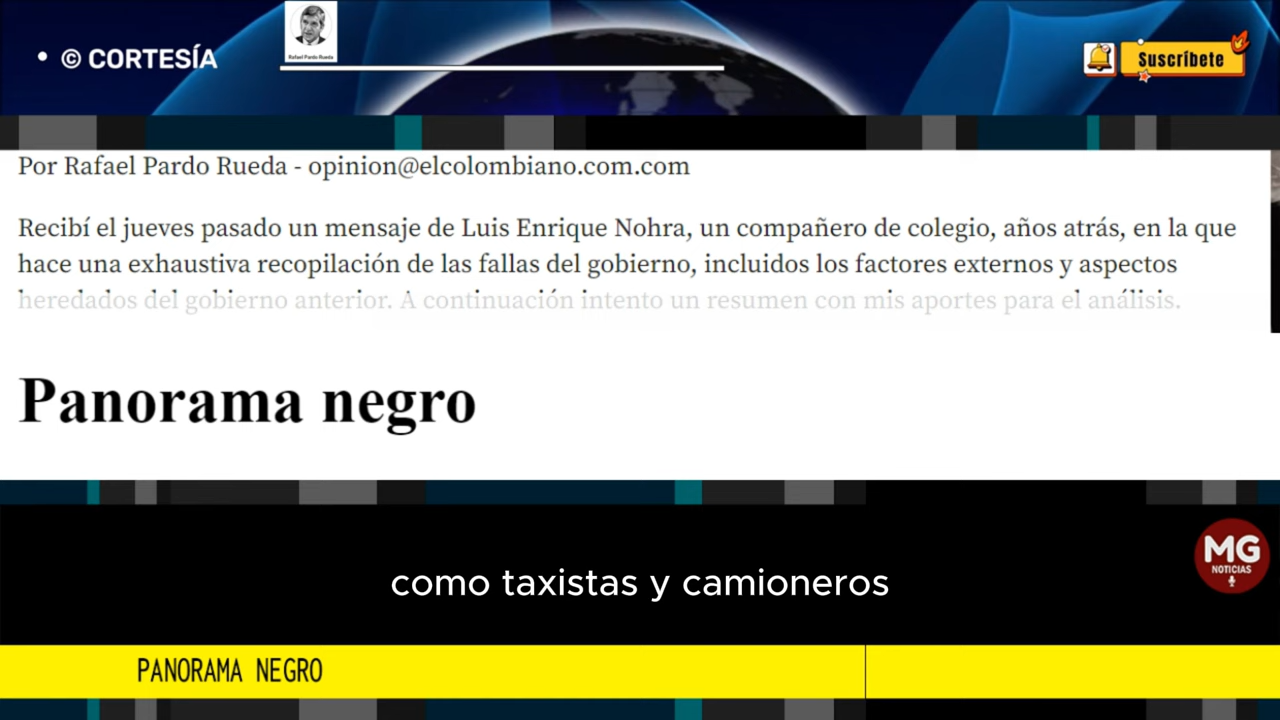 • © CORTESÍA
Rafael Pardo Rueda
Suscríbete
Por Rafael Pardo Rueda - opinion@elcolombiano.com.com
Recibí el jueves pasado un mensaje de Luis Enrique Nohra, un compañero de colegio, años atrás, en la que
hace una exhaustiva recopilación de las fallas del gobierno, incluidos los factores externos y aspectos
heredados del gobierno anterior. A continuación intento un resumen con mis aportes para el análisis.
Panorama negro
MG
NOTICIAS
como taxistas y camioneros
PANORAMA NEGRO